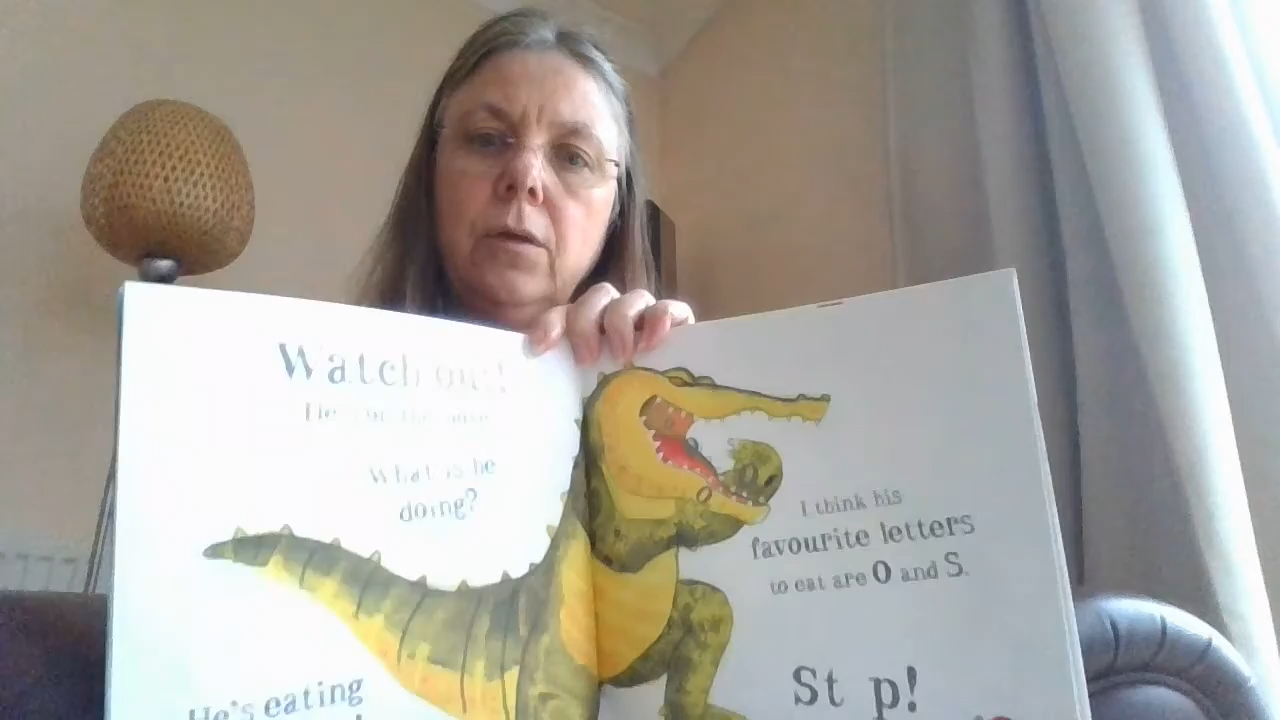 Watch out!
What is he
doing?
He's eating
I think his
favourite letters
to eat are O and S.
St p!